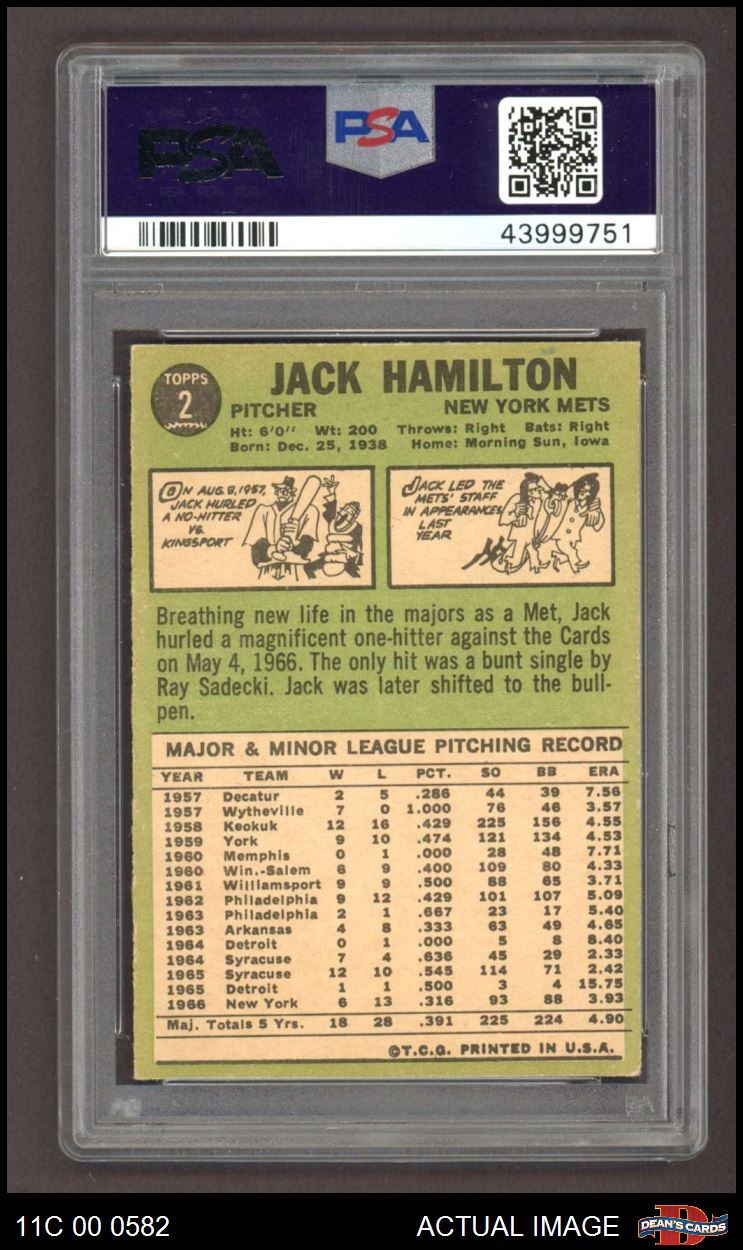 PSA
PSA
43999751
TOPPS
2
JACK HAMILTON
PITCHER NEW YORK METS
Ht: 6'0" Wt: 200 Throws: Right Bats: Right
Born: Dec. 25, 1938 Home: Morning Sun, Iowa
ON AUG. 8, 1957,
JACK HURLED
A NO-HITTER
VS.
KINGSPORT
JACK LED THE
METS' STAFF
IN APPEARANCES
LAST
YEAR
Breathing new life in the majors as a Met, Jack
hurled a magnificent one-hitter against the Cards
on May 4, 1966. The only hit was a bunt single by
Ray Sadecki. Jack was later shifted to the bull-
pen.
MAJOR & MINOR LEAGUE PITCHING RECORD
YEAR TEAM W L PCT. SO BB ERA
1957 Decatur 2 5 .286 44 39 7.56
1957 Wytheville 7 0 1.000 76 46 3.57
1958 Keokuk 12 16 .429 225 156 4.55
1959 York 9 10 .474 121 134 4.53
1960 Memphis 0 1 .000 28 48 7.71
1960 Win.-Salem 6 9 .400 109 80 4.33
1961 Williamsport 9 9 .500 88 65 3.71
1962 Philadelphia 9 12 .429 101 107 5.09
1963 Philadelphia 2 1 .667 23 17 5.40
1963 Arkansas 4 8 .333 63 49 4.65
1964 Detroit 0 1 .000 5 8 8.40
1964 Syracuse 7 4 .636 45 29 2.33
1965 Syracuse 12 10 .545 114 71 2.42
1965 Detroit 1 1 .500 3 4 15.75
1966 New York 6 13 .316 93 88 3.93
Maj. Totals 5 Yrs. 18 28 .391 225 224 4.90
©T.C.G. PRINTED IN U.S.A.
11C 00 0582 ACTUAL IMAGE DEAN'S CARDS